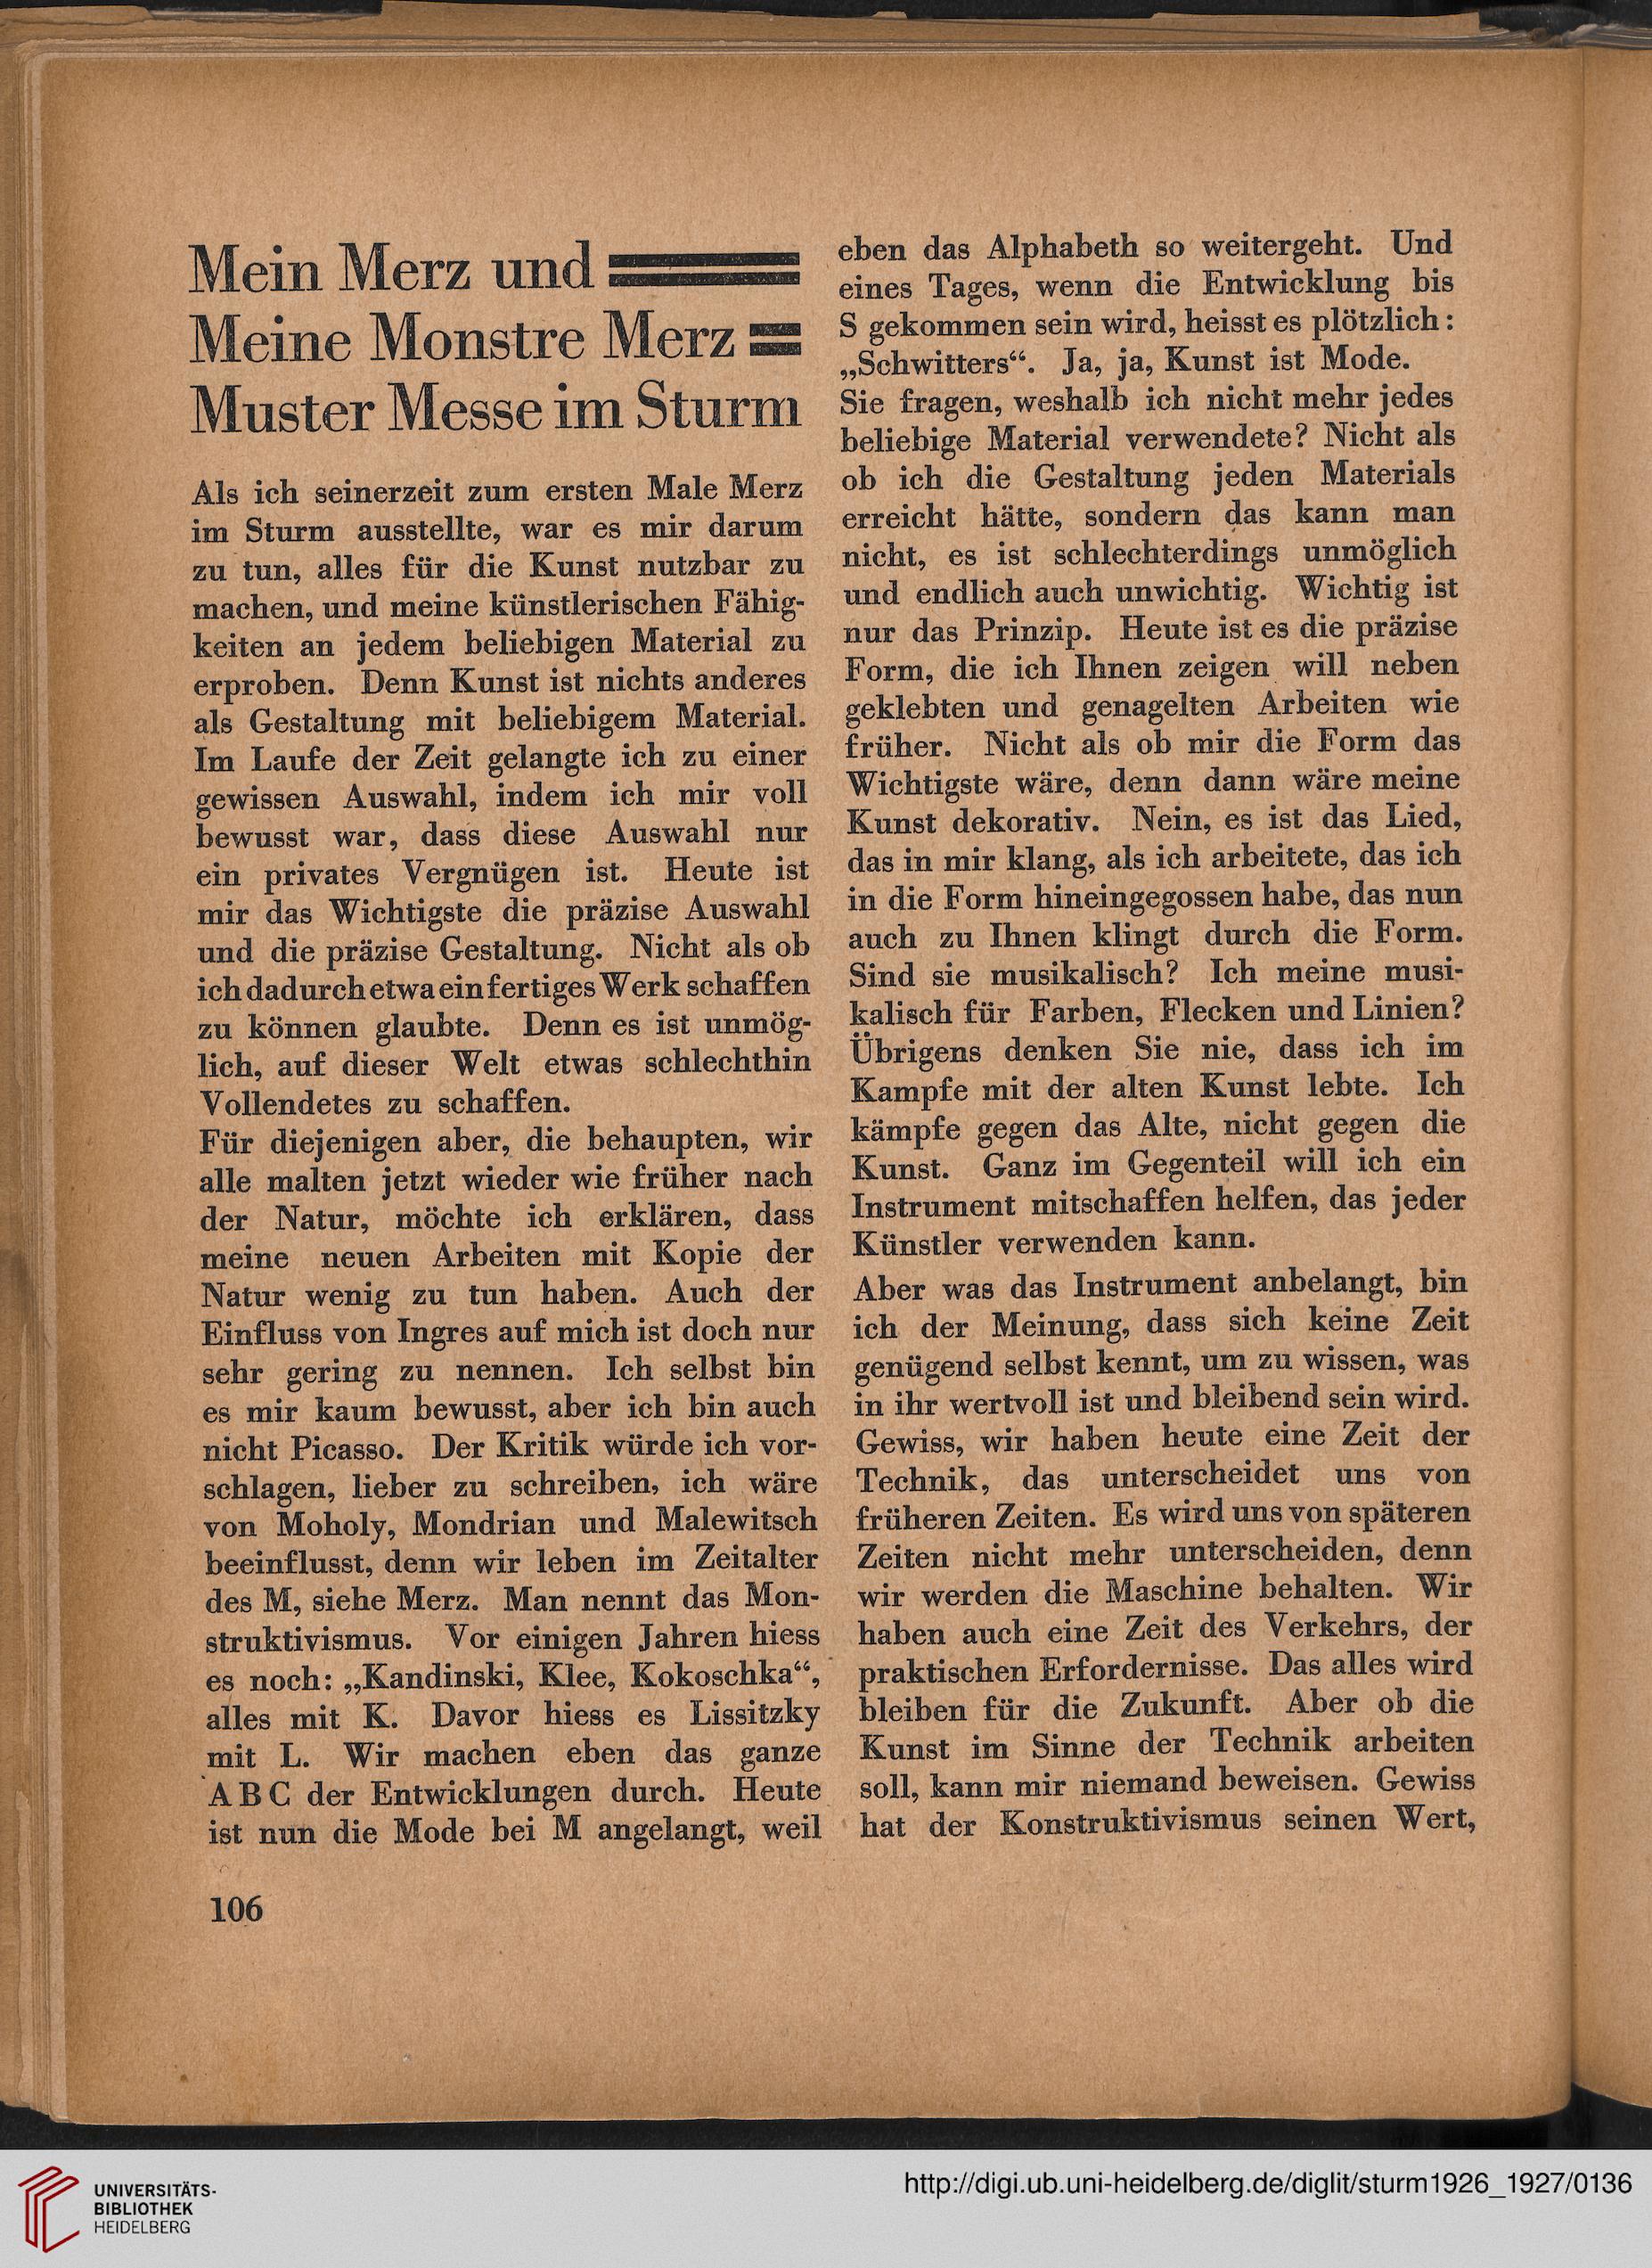 Mein Merz und
Meine Monstre Merz
Muster Messe im Sturm
Als ich seinerzeit zum ersten Male Merz
im Sturm ausstellte, war es mir darum
zu tun, alles für die Kunst nutzbar zu
machen, und meine künstlerischen Fähig-
keiten an jedem beliebigen Material zu
erproben. Denn Kunst ist nichts anderes
als Gestaltung mit beliebigem Material.
Im Laufe der Zeit gelangte ich zu einer
gewissen Auswahl, indem ich mir voll
bewusst war, dass diese Auswahl nur
ein privates Vergnügen ist. Heute ist
mir das Wichtigste die präzise Auswahl
und die präzise Gestaltung. Nicht als ob
ich dadurch etwa ein fertiges Werk schaffen
zu können glaubte. Denn es ist unmög-
lich, auf dieser Welt etwas schlechthin
Vollendetes zu schaffen.
Für diejenigen aber, die behaupten, wir
alle malten jetzt wieder wie früher nach
der Natur, möchte ich erklären, dass
meine neuen Arbeiten mit Kopie der
Natur wenig zu tun haben. Auch der
Einfluss von Ingres auf mich ist doch nur
sehr gering zu nennen. Ich selbst bin
es mir kaum bewusst, aber ich bin auch
nicht Picasso. Der Kritik würde ich vor-
schlagen, lieber zu schreiben, ich wäre
von Moholy, Mondrian und Malewitsch
beeinflusst, denn wir leben im Zeitalter
des M, siehe Merz. Man nennt das Mon-
struktivismus. Vor einigen Jahren hiess
es noch: „Kandinski, Klee, Kokoschka“,
alles mit K. Davor hiess es Lissitzky
mit L. Wir machen eben das ganze
A B C der Entwicklungen durch. Heute
ist nun die Mode bei M angelangt, weil
eben das Alphabeth so weitergeht. Und
eines Tages, wenn die Entwicklung bis
S gekommen sein wird, heisst es plötzlich:
„Schwitters“. Ja, ja, Kunst ist Mode.
Sie fragen, weshalb ich nicht mehr jedes
beliebige Material verwendete? Nicht als
ob ich die Gestaltung jeden Materials
erreicht hätte, sondern das kann man
nicht, es ist schlechterdings unmöglich
und endlich auch unwichtig. Wichtig ist
nur das Prinzip. Heute ist es die präzise
Form, die ich Ihnen zeigen will neben
geklebten und genagelten Arbeiten wie
früher. Nicht als ob mir die Form das
Wichtigste wäre, denn dann wäre meine
Kunst dekorativ. Nein, es ist das Lied,
das in mir klang, als ich arbeitete, das ich
in die Form hineingegossen habe, das nun
auch zu Ihnen klingt durch die Form.
Sind sie musikalisch? Ich meine musi-
kalisch für Farben, Flecken und Linien?
Übrigens denken Sie nie, dass ich im
Kampfe mit der alten Kunst lebte. Ich
kämpfe gegen das Alte, nicht gegen die
Kunst. Ganz im Gegenteil will ich ein
Instrument mitschaffen helfen, das jeder
Künstler verwenden kann.
Aber was das Instrument anbelangt, bin
ich der Meinung, dass sich keine Zeit
genügend selbst kennt, um zu wissen, was
in ihr wertvoll ist und bleibend sein wird.
Gewiss, wir haben heute eine Zeit der
Technik, das unterscheidet uns von
früheren Zeiten. Es wird uns von späteren
Zeiten nicht mehr unterscheiden, denn
wir werden die Maschine behalten. Wir
haben auch eine Zeit des Verkehrs, der
praktischen Erfordernisse. Das alles wird
bleiben für die Zukunft. Aber ob die
Kunst im Sinne der Technik arbeiten
soll, kann mir niemand beweisen. Gewiss
hat der Konstruktivismus seinen Wert,
106
UNIVERSITÄTS-
BIBLIOTHEK
HEIDELBERG
http://digi.ub.uni-heidelberg.de/diglit/sturm1926_1927/0136